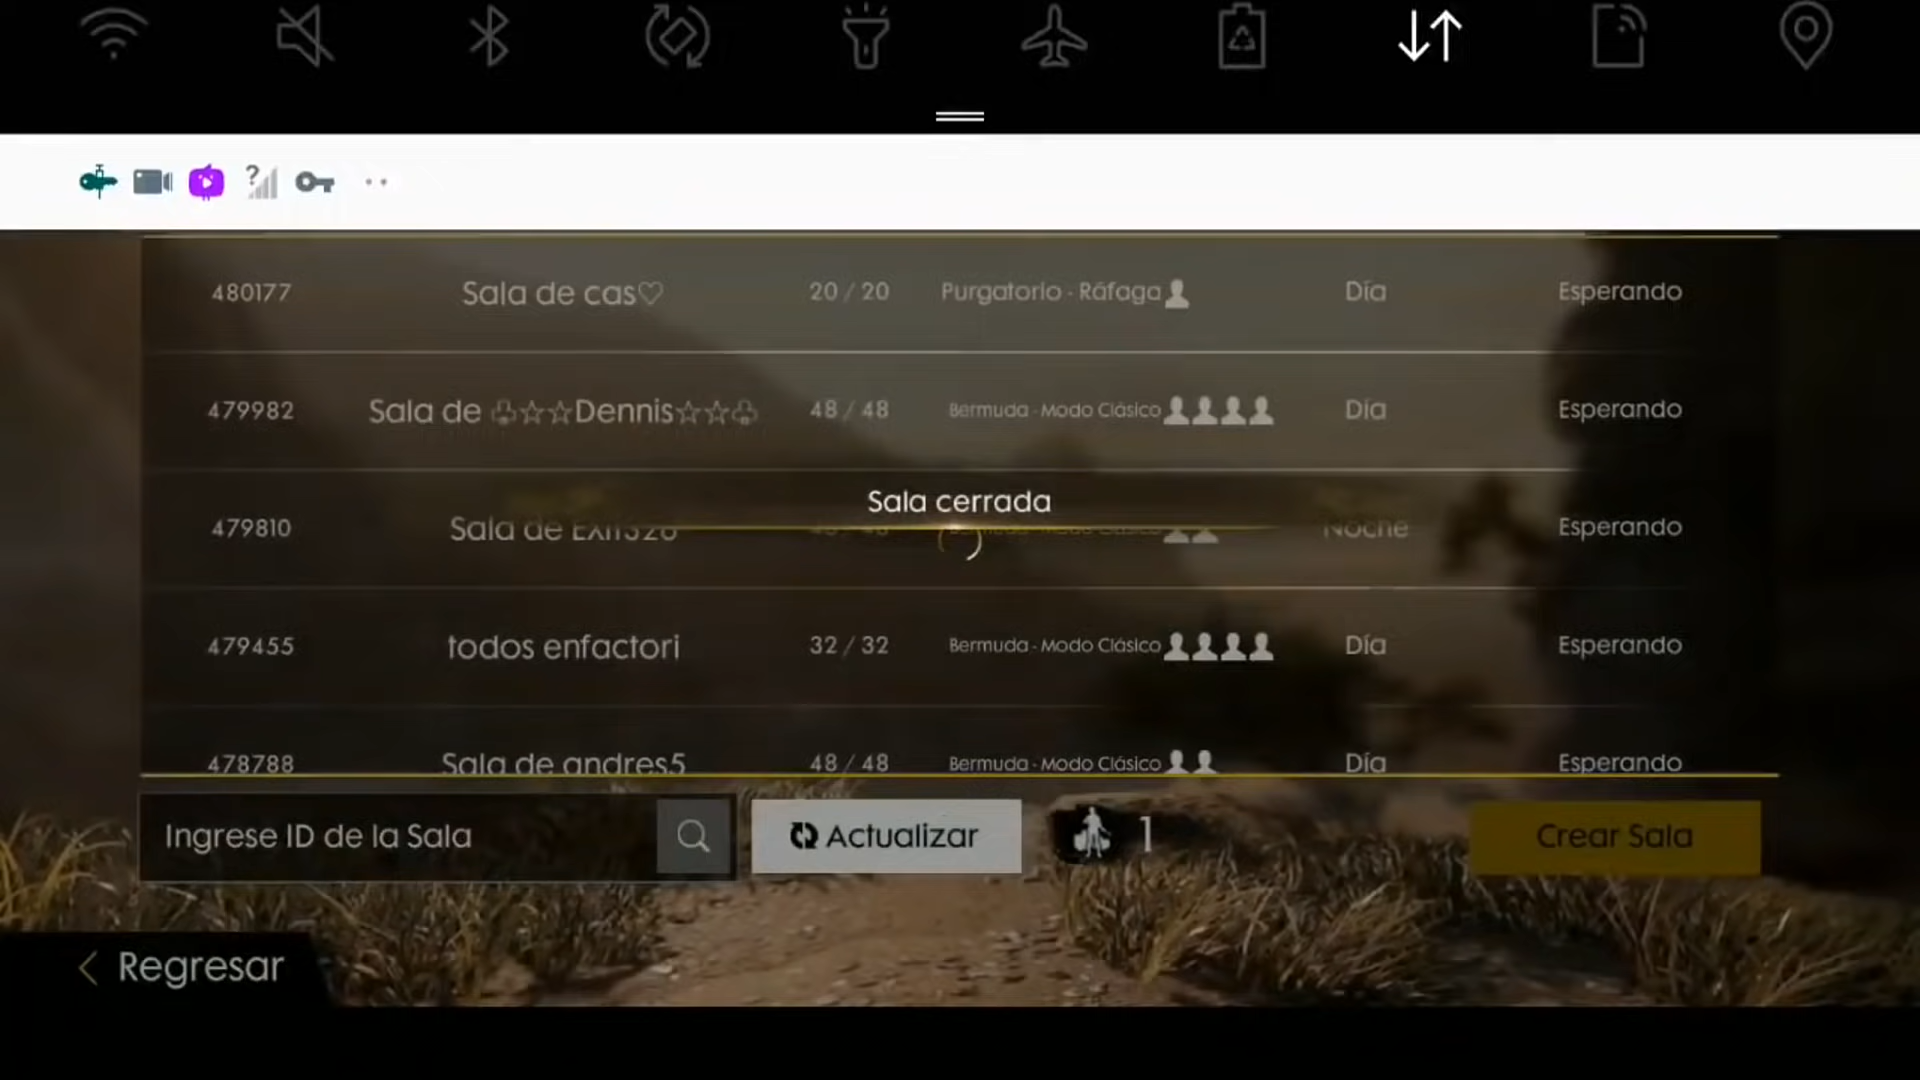 480177 Sala de cas♡ 20 / 20 Purgatorio - Ráfaga Día Esperando
479982 Sala de ♧☆☆Dennis☆☆♧ 48 / 48 Bermuda - Modo Clásico Día Esperando
Sala cerrada
479810 Sala de Noche Esperando
479455 todos enfactori 32 / 32 Bermuda - Modo Clásico Día Esperando
478788 Sala de andres5 48 / 48 Bermuda - Modo Clásico Día Esperando
Ingrese ID de la Sala Actualizar 1 Crear Sala
Regresar